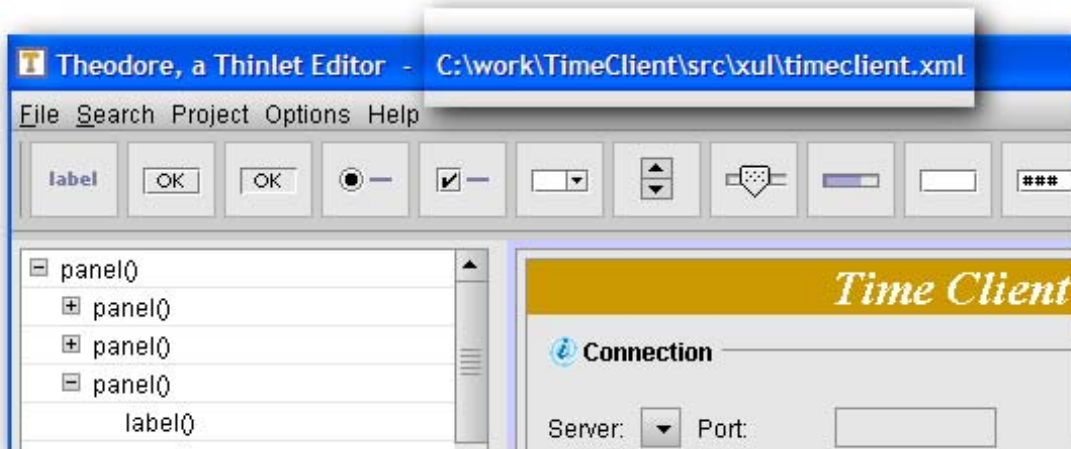 T Theodore, a Thinlet Editor - C:\work\TimeClient\src\xul\timeclient.xml
File Search Project Options Help
label OK OK ###
panel()
panel()
panel()
panel()
label()
Time Client
i Connection
Server: Port: